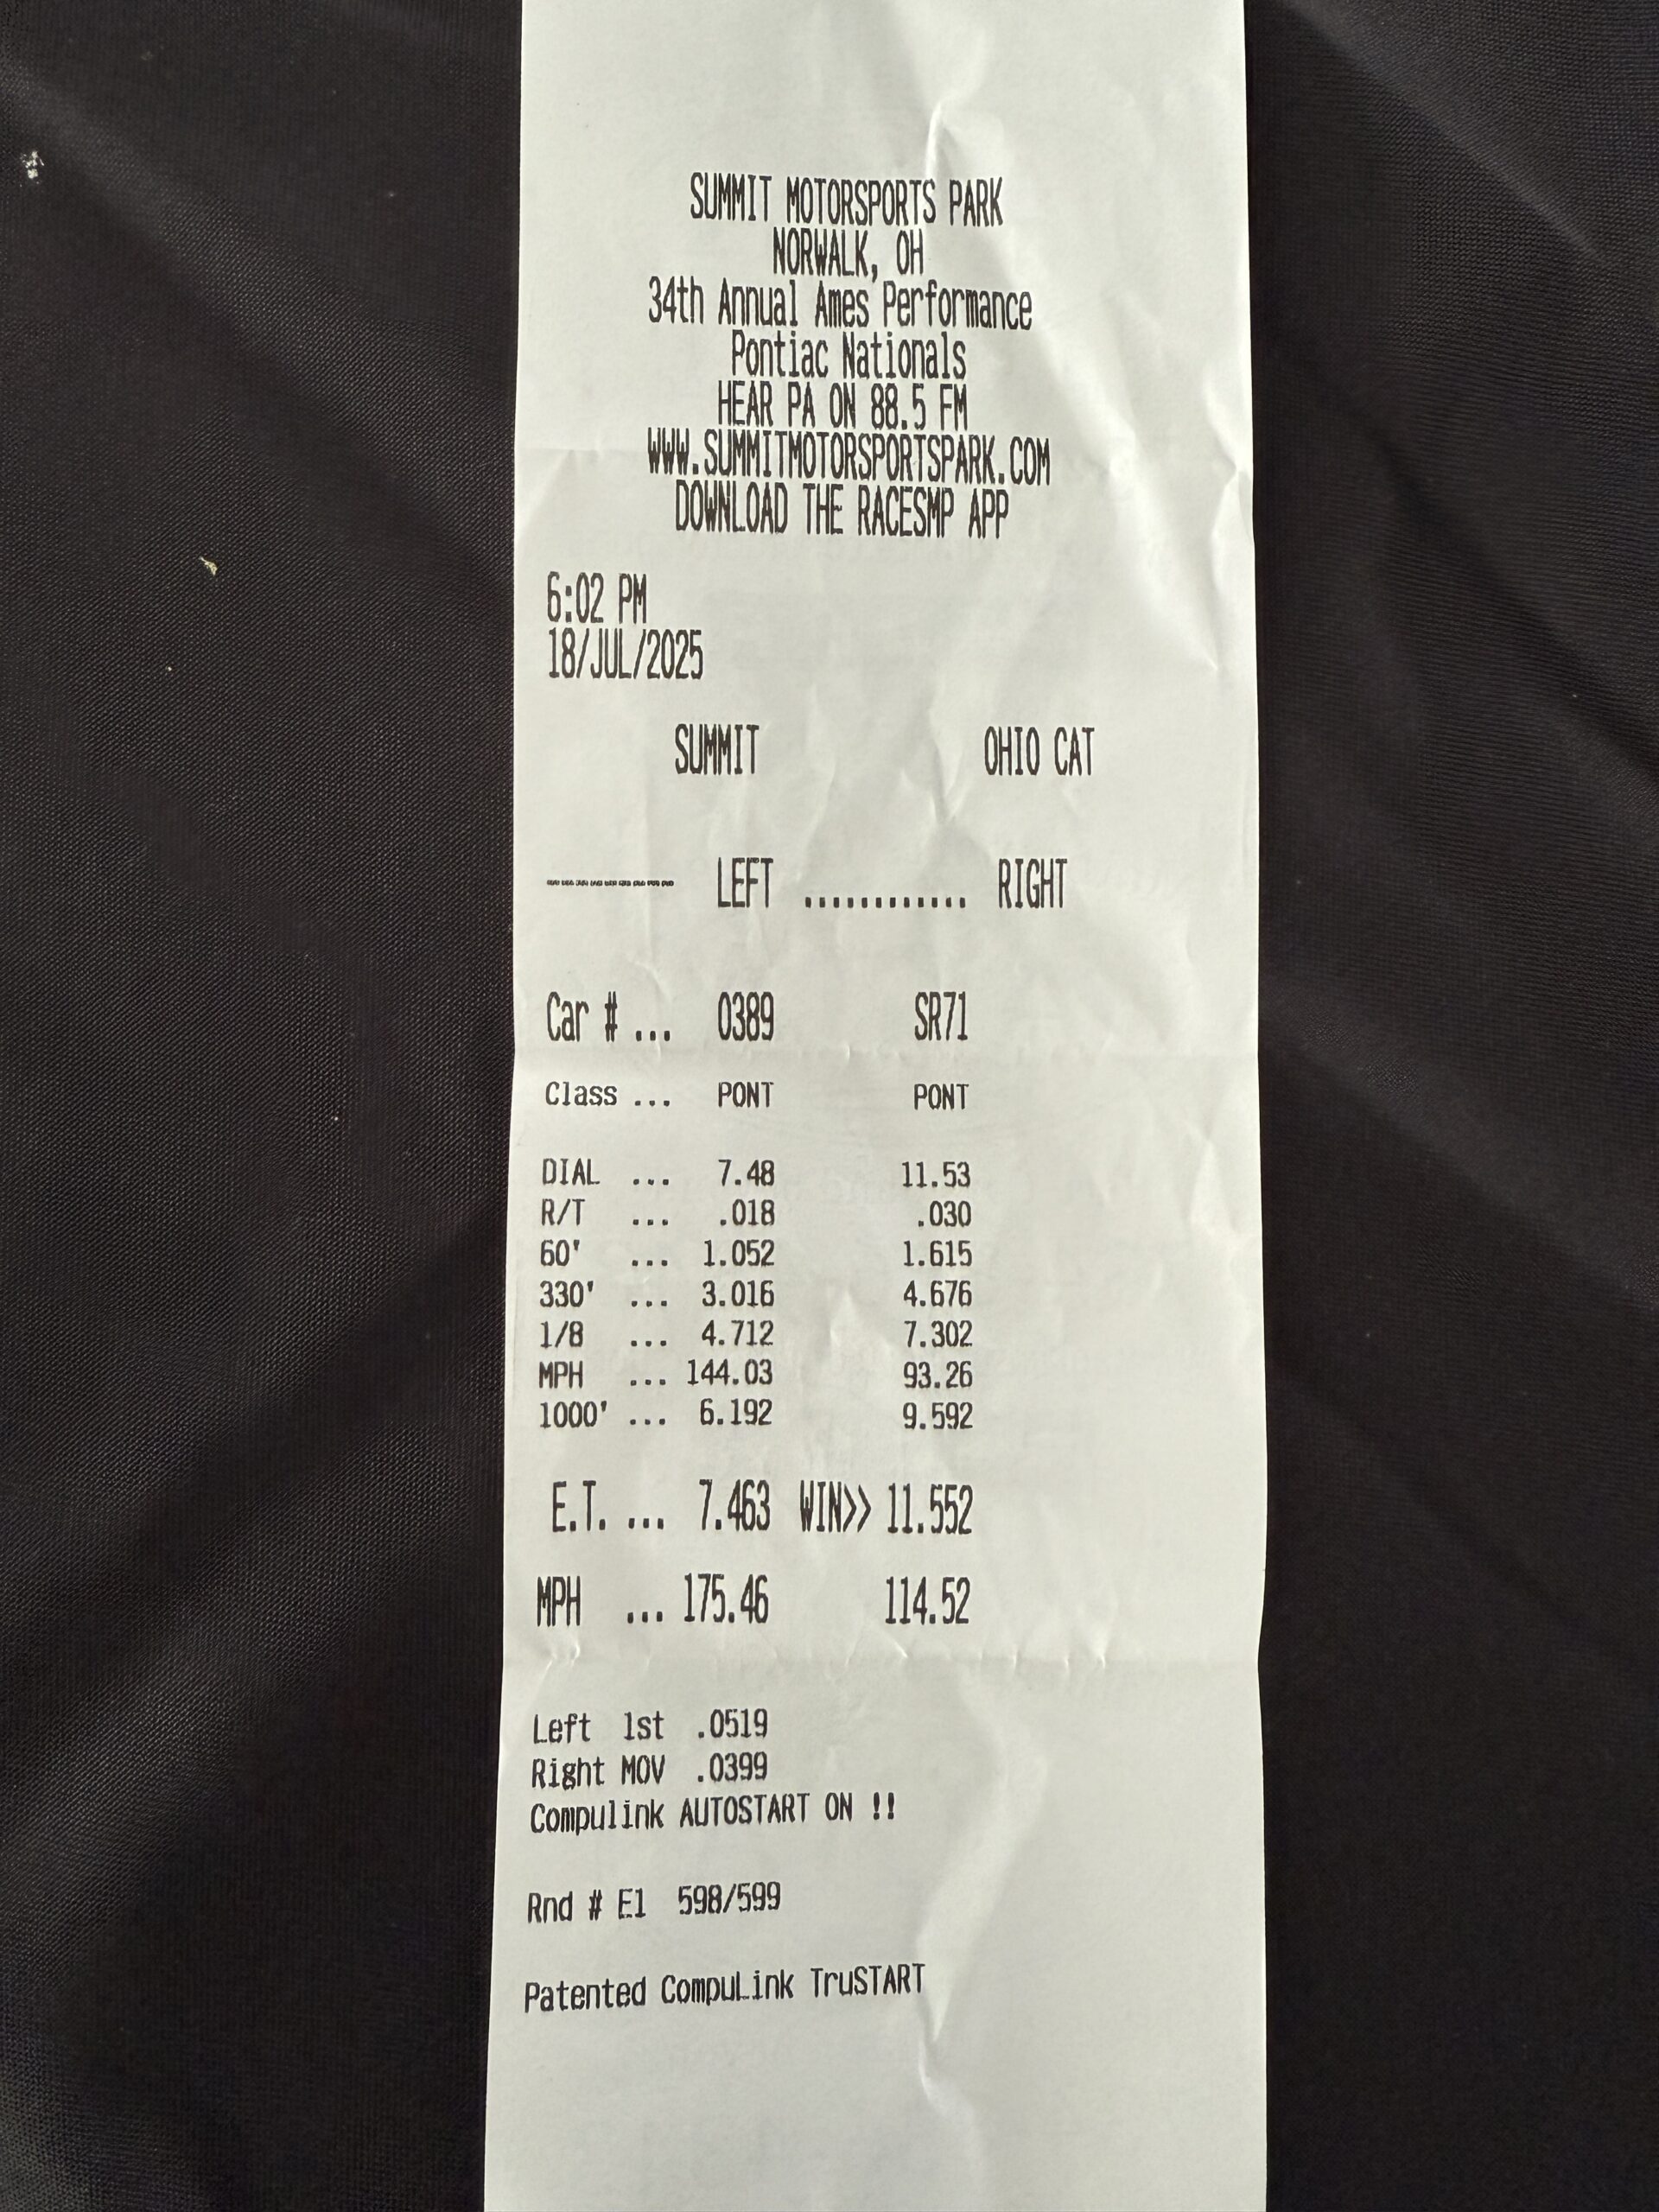 SUMMIT MOTORSPORTS PARK
NORWALK, OH
34th Annual Ames Performance
Pontiac Nationals
HEAR PA ON 88.5 FM
WWW.SUMMITMOTORSPORTSPARK.COM
DOWNLOAD THE RACESMP APP
6:02 PM
18/JUL/2025
SUMMIT OHIO CAT
--------- LEFT ............ RIGHT
Car # ... 0389 SR71
Class ... PONT PONT
DIAL ... 7.48 11.53
R/T ... .018 .030
60' ... 1.052 1.615
330' ... 3.016 4.676
1/8 ... 4.712 7.302
MPH ... 144.03 93.26
1000' ... 6.192 9.592
E.T. ... 7.463 WIN>> 11.552
MPH ... 175.46 114.52
Left 1st .0519
Right MOV .0399
Compulink AUTOSTART ON !!
Rnd # E1 598/599
Patented CompuLink TruSTART